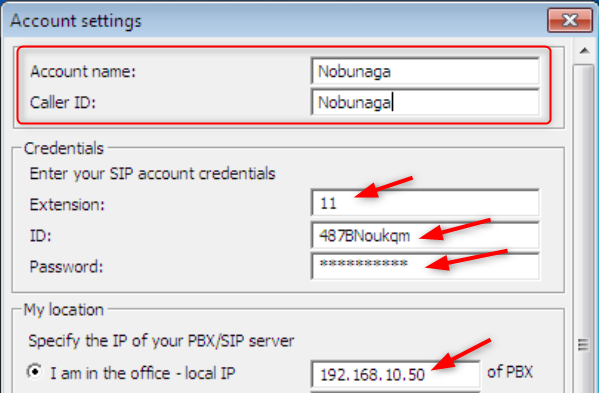 Account settings
Account name: Nobunaga
Caller ID: Nobunaga
Credentials
Enter your SIP account credentials
Extension: 11
ID: 487BNoukqm
Password: **********
My location
Specify the IP of your PBX/SIP server
I am in the office - local IP 192.168.10.50 of PBX